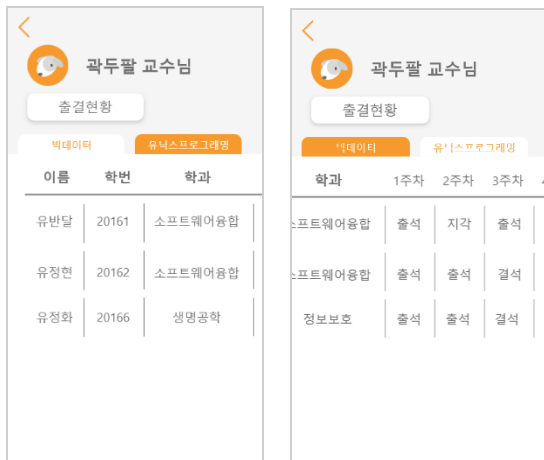 곽두팔 교수님
출결현황
빅데이터 유닉스프로그래밍
이름 학번 학과
유반달 20161 소프트웨어융합
유정현 20162 소프트웨어융합
유정화 20166 생명공학
곽두팔 교수님
출결현황
빅데이터 유닉스프로그래밍
학과 1주차 2주차 3주차
소프트웨어융합 출석 지각 출석
소프트웨어융합 출석 출석 결석
정보보호 출석 출석 결석